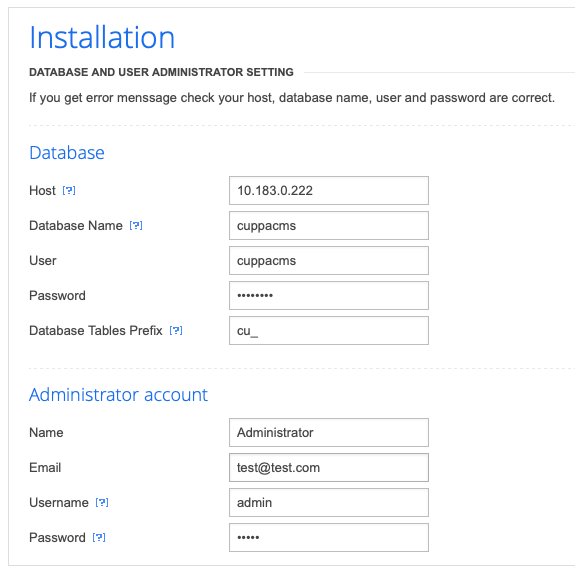 Installation
DATABASE AND USER ADMINISTRATOR SETTING
If you get error menssage check your host, database name, user and password are correct.
Database
Host [?] 10.183.0.222
Database Name [?] cuppacms
User cuppacms
Password ••••••••
Database Tables Prefix [?] cu_
Administrator account
Name Administrator
Email test@test.com
Username [?] admin
Password [?] •••••